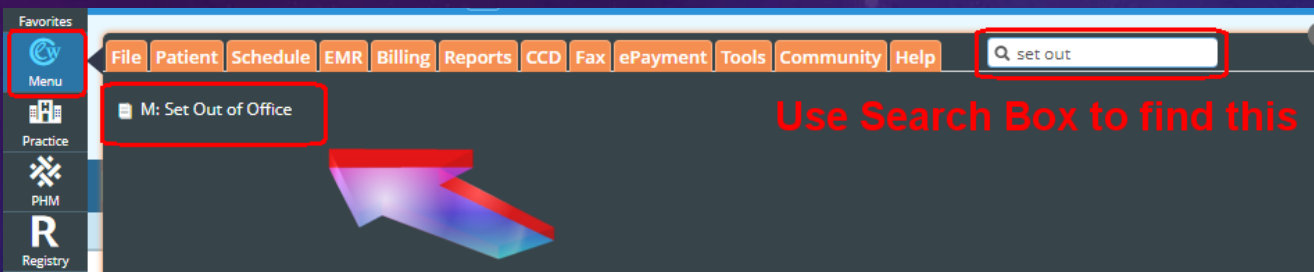 Favorites
eCW
Menu
File Patient Schedule EMR Billing Reports CCD Fax ePayment Tools Community Help
set out
M: Set Out of Office
Use Search Box to find this
H
Practice
PHM
R
Registry